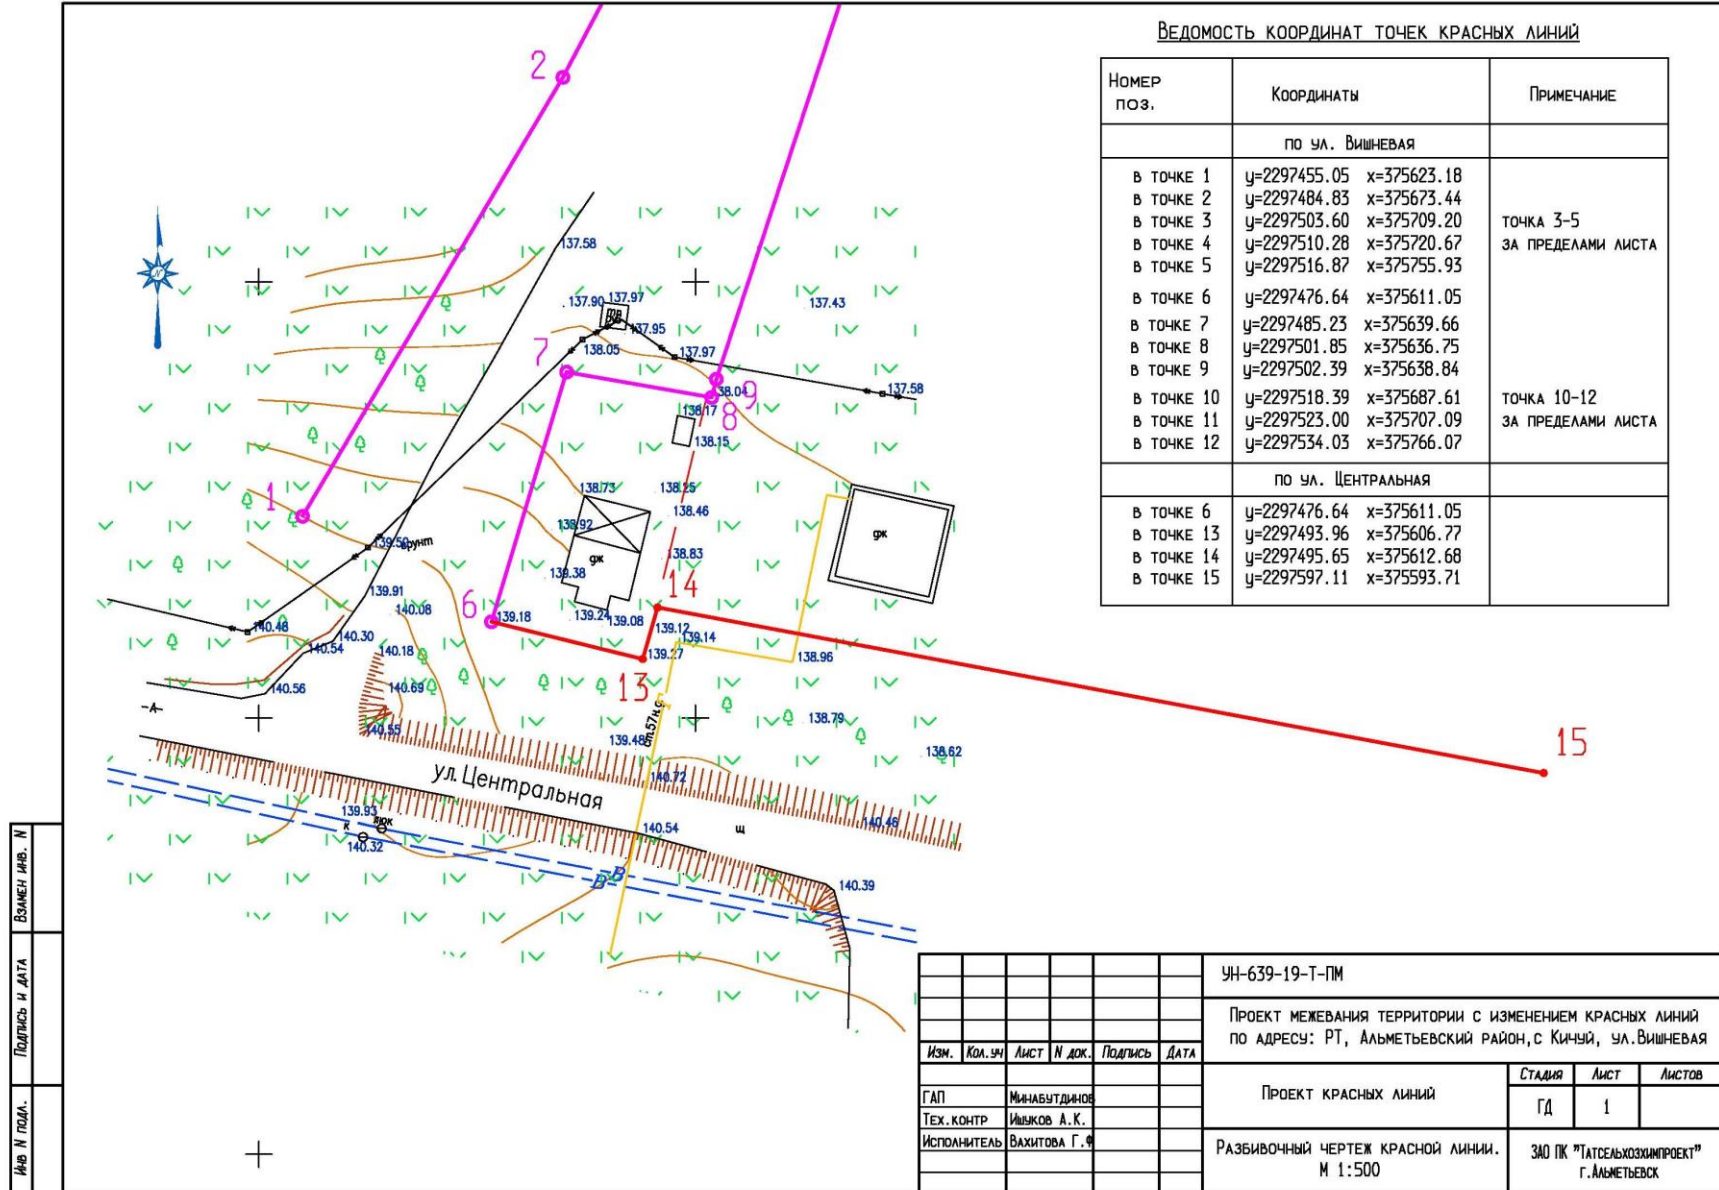 Ведомость координат точек красных линий
Номер поз.
Координаты
Примечание
по ул. Вишневая
в точке 1 y=2297455.05 x=375623.18
в точке 2 y=2297484.83 x=375673.44
в точке 3 y=2297503.60 x=375709.20 точка 3-5
в точке 4 y=2297510.28 x=375720.67 за пределами листа
в точке 5 y=2297516.87 x=375755.93
в точке 6 y=2297476.64 x=375611.05
в точке 7 y=2297485.23 x=375639.66
в точке 8 y=2297501.85 x=375636.75
в точке 9 y=2297502.39 x=375638.84
в точке 10 y=2297518.39 x=375687.61 точка 10-12
в точке 11 y=2297523.00 x=375707.09 за пределами листа
в точке 12 y=2297534.03 x=375766.07
по ул. Центральная
в точке 6 y=2297476.64 x=375611.05
в точке 13 y=2297493.96 x=375606.77
в точке 14 y=2297495.65 x=375612.68
в точке 15 y=2297597.11 x=375593.71
2
N
137.58
137.90
137.97
137.43
137.95
138.05
137.97
7
137.58
38.04
9
8
138.17
138.15
138.73
138.25
138.46
138.92
1
139.50
грунт
дж
дж
138.83
139.38
14
139.91
140.08
139.24
139.08
6
139.18
139.12
139.14
140.48
140.30
140.54
140.18
139.27
138.96
13
140.56
140.69
-А-
ст.57н.д.
138.79
140.55
139.48
138.62
15
140.72
ул. Центральная
139.93
к
140.32
140.54
щ
140.46
В
В
140.39
Взамен инв. N
Подпись и дата
Инв N подл.
УН-639-19-Т-ПМ
Проект межевания территории с изменением красных линий
по адресу: РТ, Альметьевский район, с Кичуй, ул.Вишневая
Изм. Кол.уч Лист N док. Подпись Дата
Проект красных линий
Стадия Лист Листов
ГД 1
ГАП Минабутдинов
Тех.контр Ишуков А.К.
Исполнитель Вахитова Г.Ф
Разбивочный чертеж красной линии.
М 1:500
ЗАО ПК "Татсельхозхимпроект"
г.Альметьевск